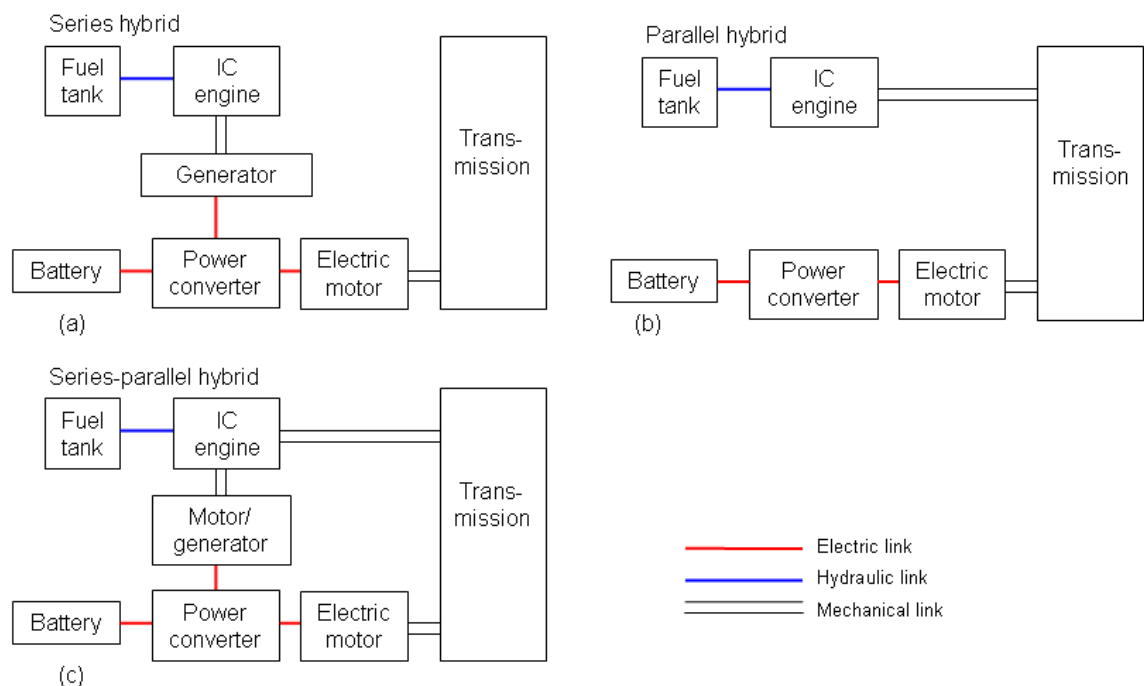 Series hybrid
Fuel
tank
IC
engine
Generator
Battery
Power
converter
Electric
motor
Trans-
mission
(a)
Parallel hybrid
Fuel
tank
IC
engine
Battery
Power
converter
Electric
motor
Trans-
mission
(b)
Series-parallel hybrid
Fuel
tank
IC
engine
Motor/
generator
Battery
Power
converter
Electric
motor
Trans-
mission
(c)
Electric link
Hydraulic link
Mechanical link